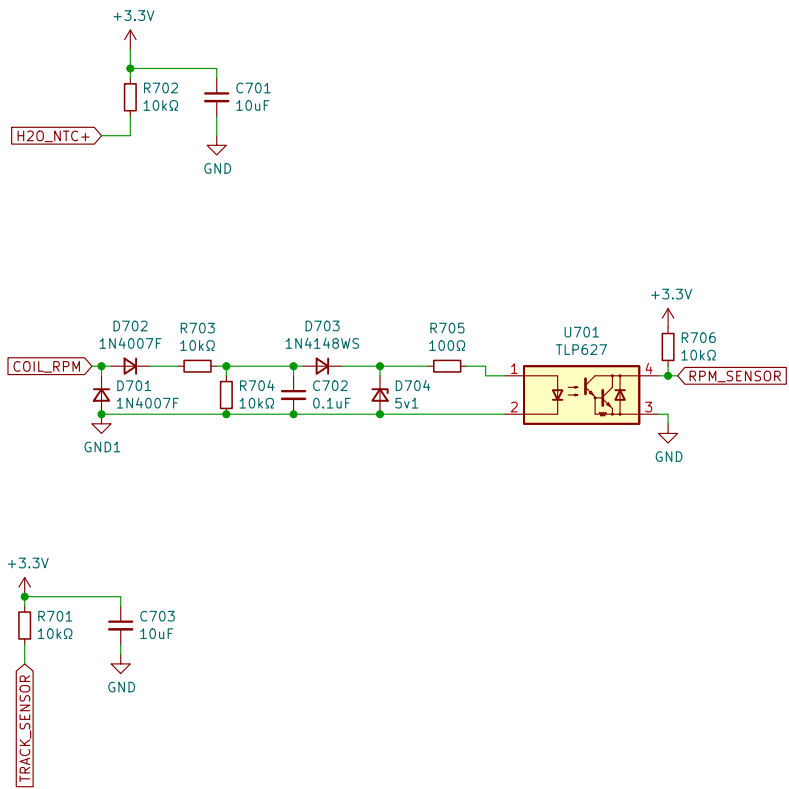 +3.3V
R702
10kΩ
C701
10uF
H2O_NTC+
GND
+3.3V
D702
1N4007F
R703
10kΩ
D703
1N4148WS
R705
100Ω
U701
TLP627
R706
10kΩ
COIL_RPM
1
4
RPM_SENSOR
D701
1N4007F
R704
10kΩ
C702
0.1uF
D704
5v1
2
3
GND1
GND
+3.3V
R701
10kΩ
C703
10uF
GND
TRACK_SENSOR